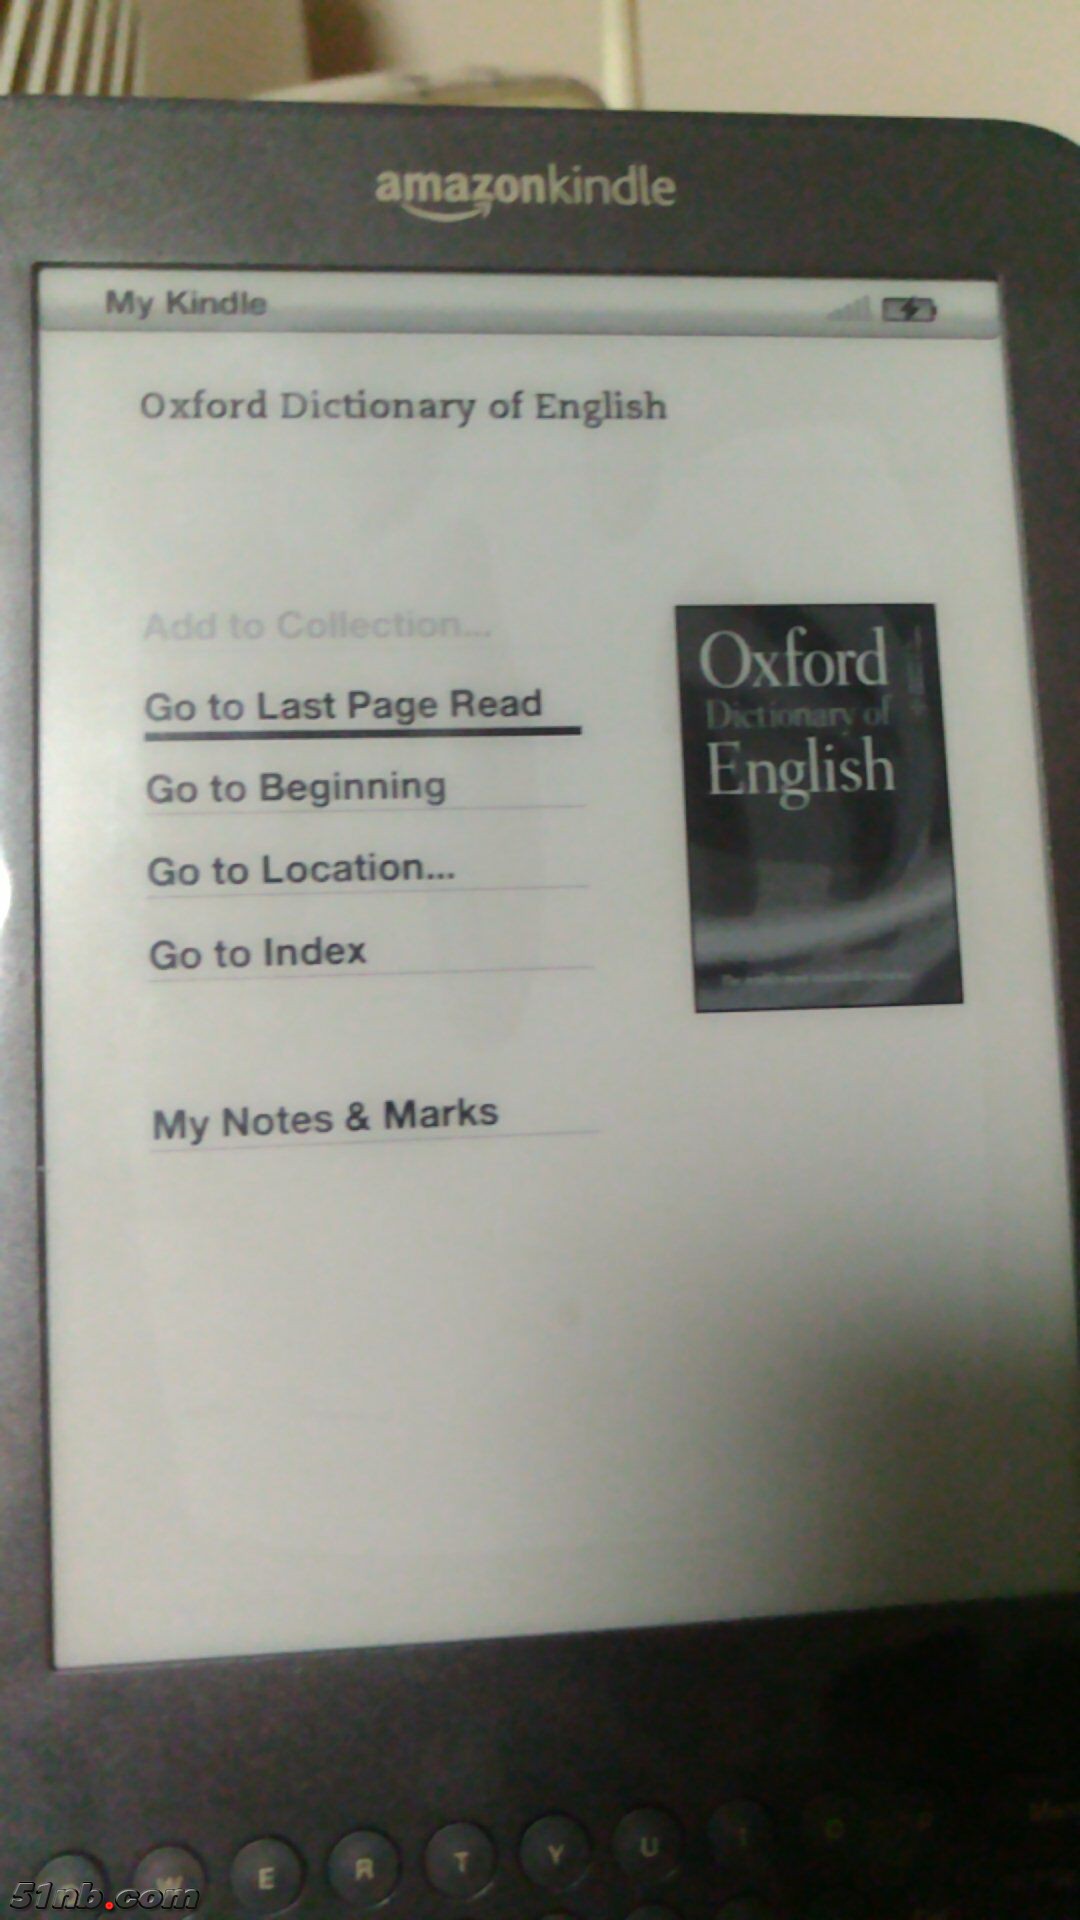 amazonkindle
My Kindle
Oxford Dictionary of English
Add to Collection...
Go to Last Page Read
Go to Beginning
Go to Location...
Go to Index
My Notes & Marks
Oxford
Dictionary of
English
W E R T Y U I O
51nb.com